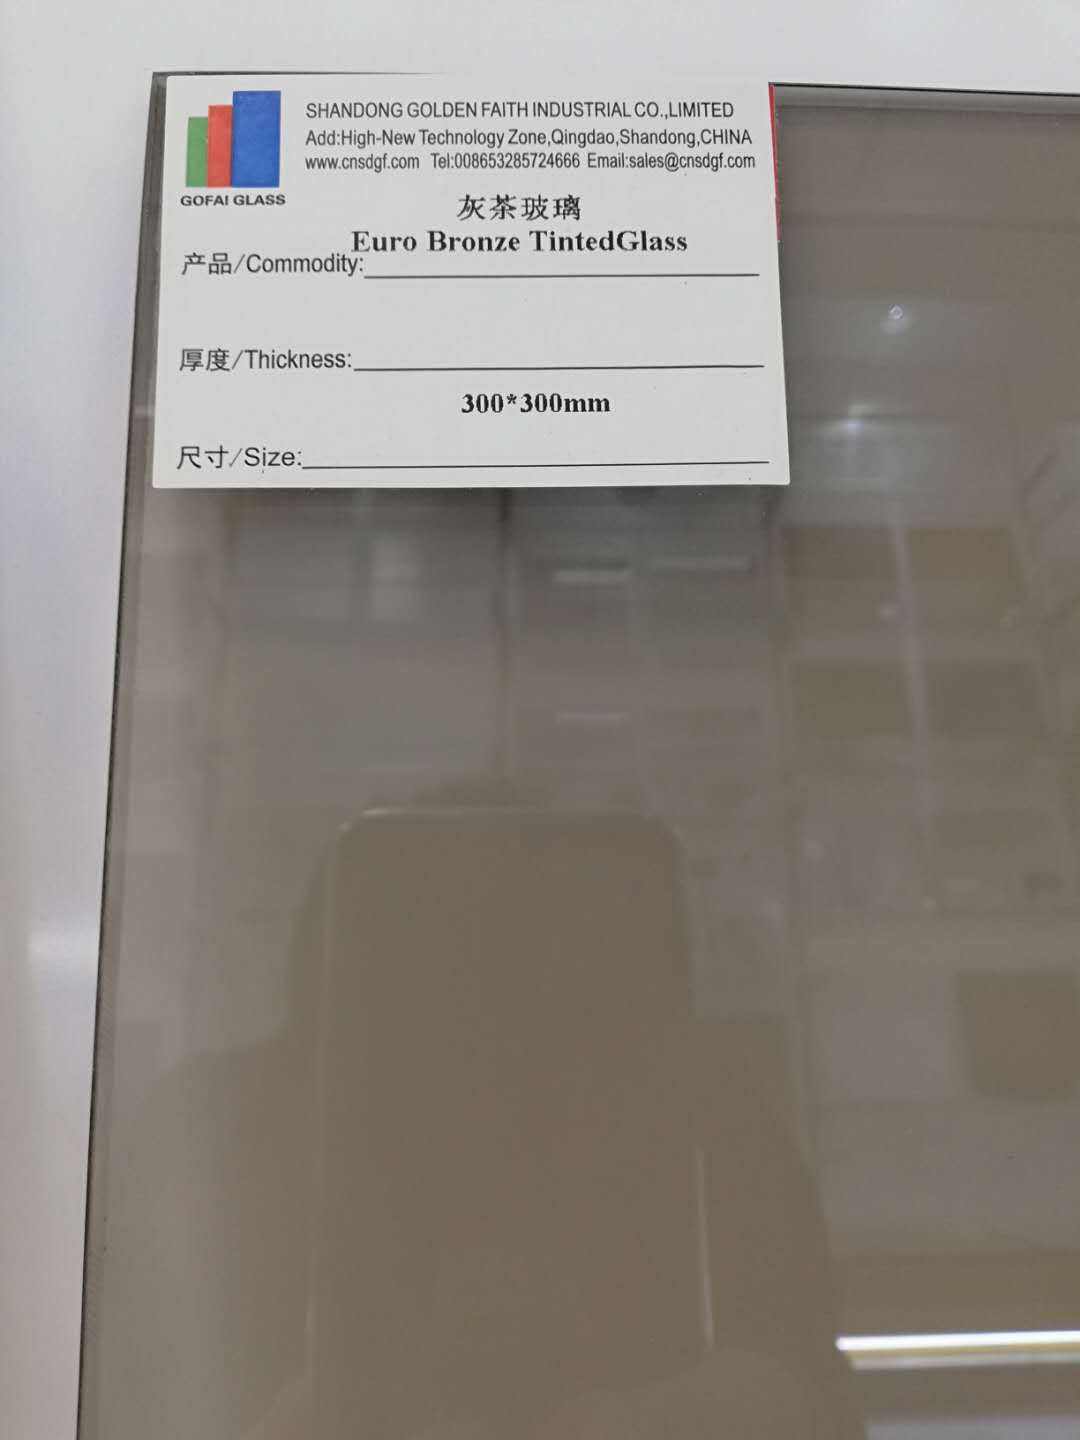 SHANDONG GOLDEN FAITH INDUSTRIAL CO.,LIMITED
Add:High-New Technology Zone,Qingdao,Shandong,CHINA
www.cnsdgf.com Tel:008653285724666 Email:sales@cnsdgf.com
GOFAI GLASS
灰茶玻璃
Euro Bronze TintedGlass
产品/Commodity:
厚度/Thickness:
300*300mm
尺寸/Size: